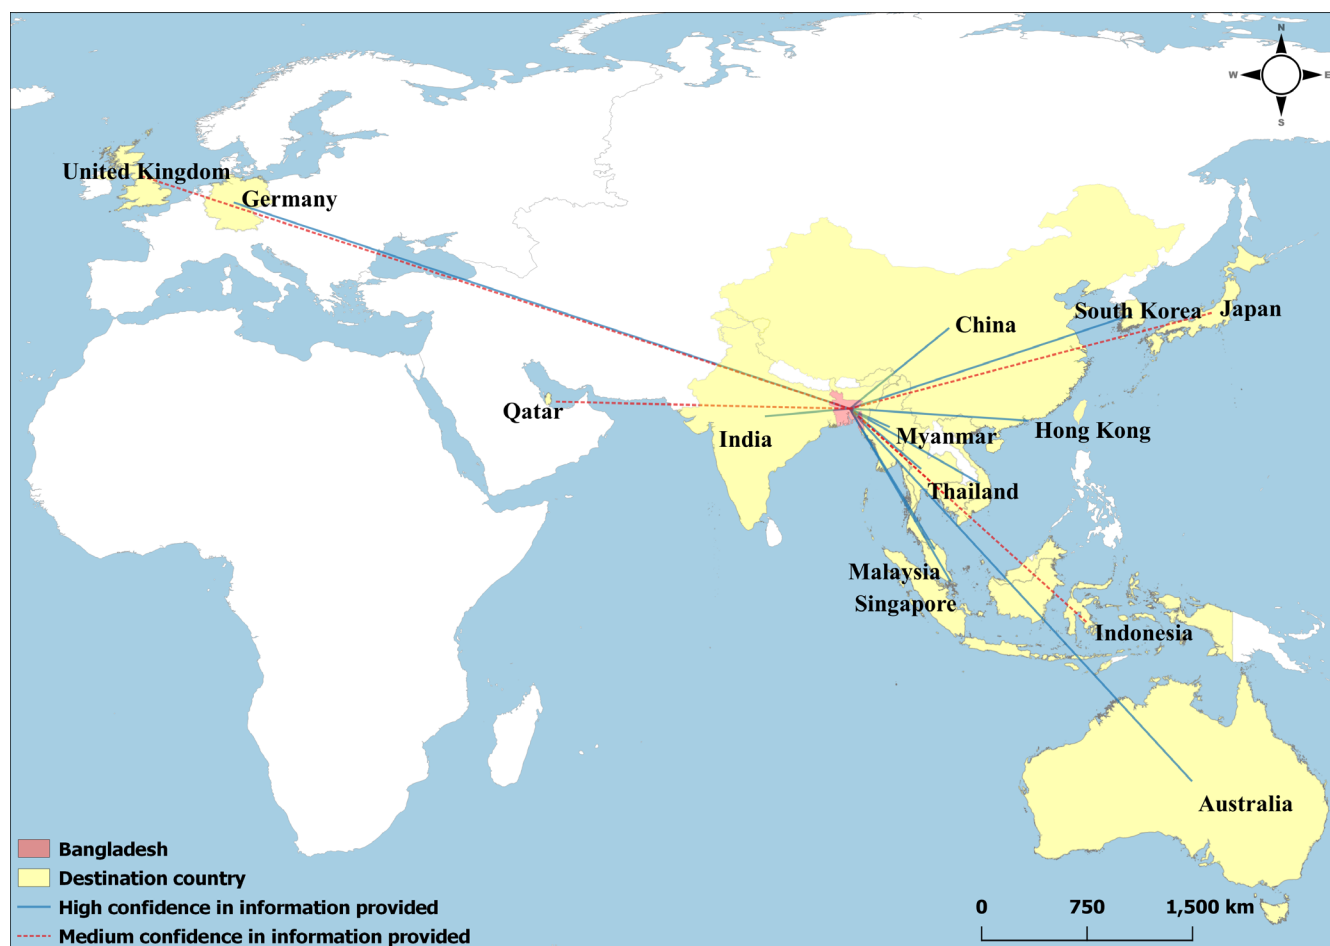 N
W
E
S
United Kingdom
Germany
China
South Korea
Japan
Qatar
India
Myanmar
Hong Kong
Thailand
Malaysia
Singapore
Indonesia
Australia
Bangladesh
Destination country
High confidence in information provided
Medium confidence in information provided
0 750 1,500 km